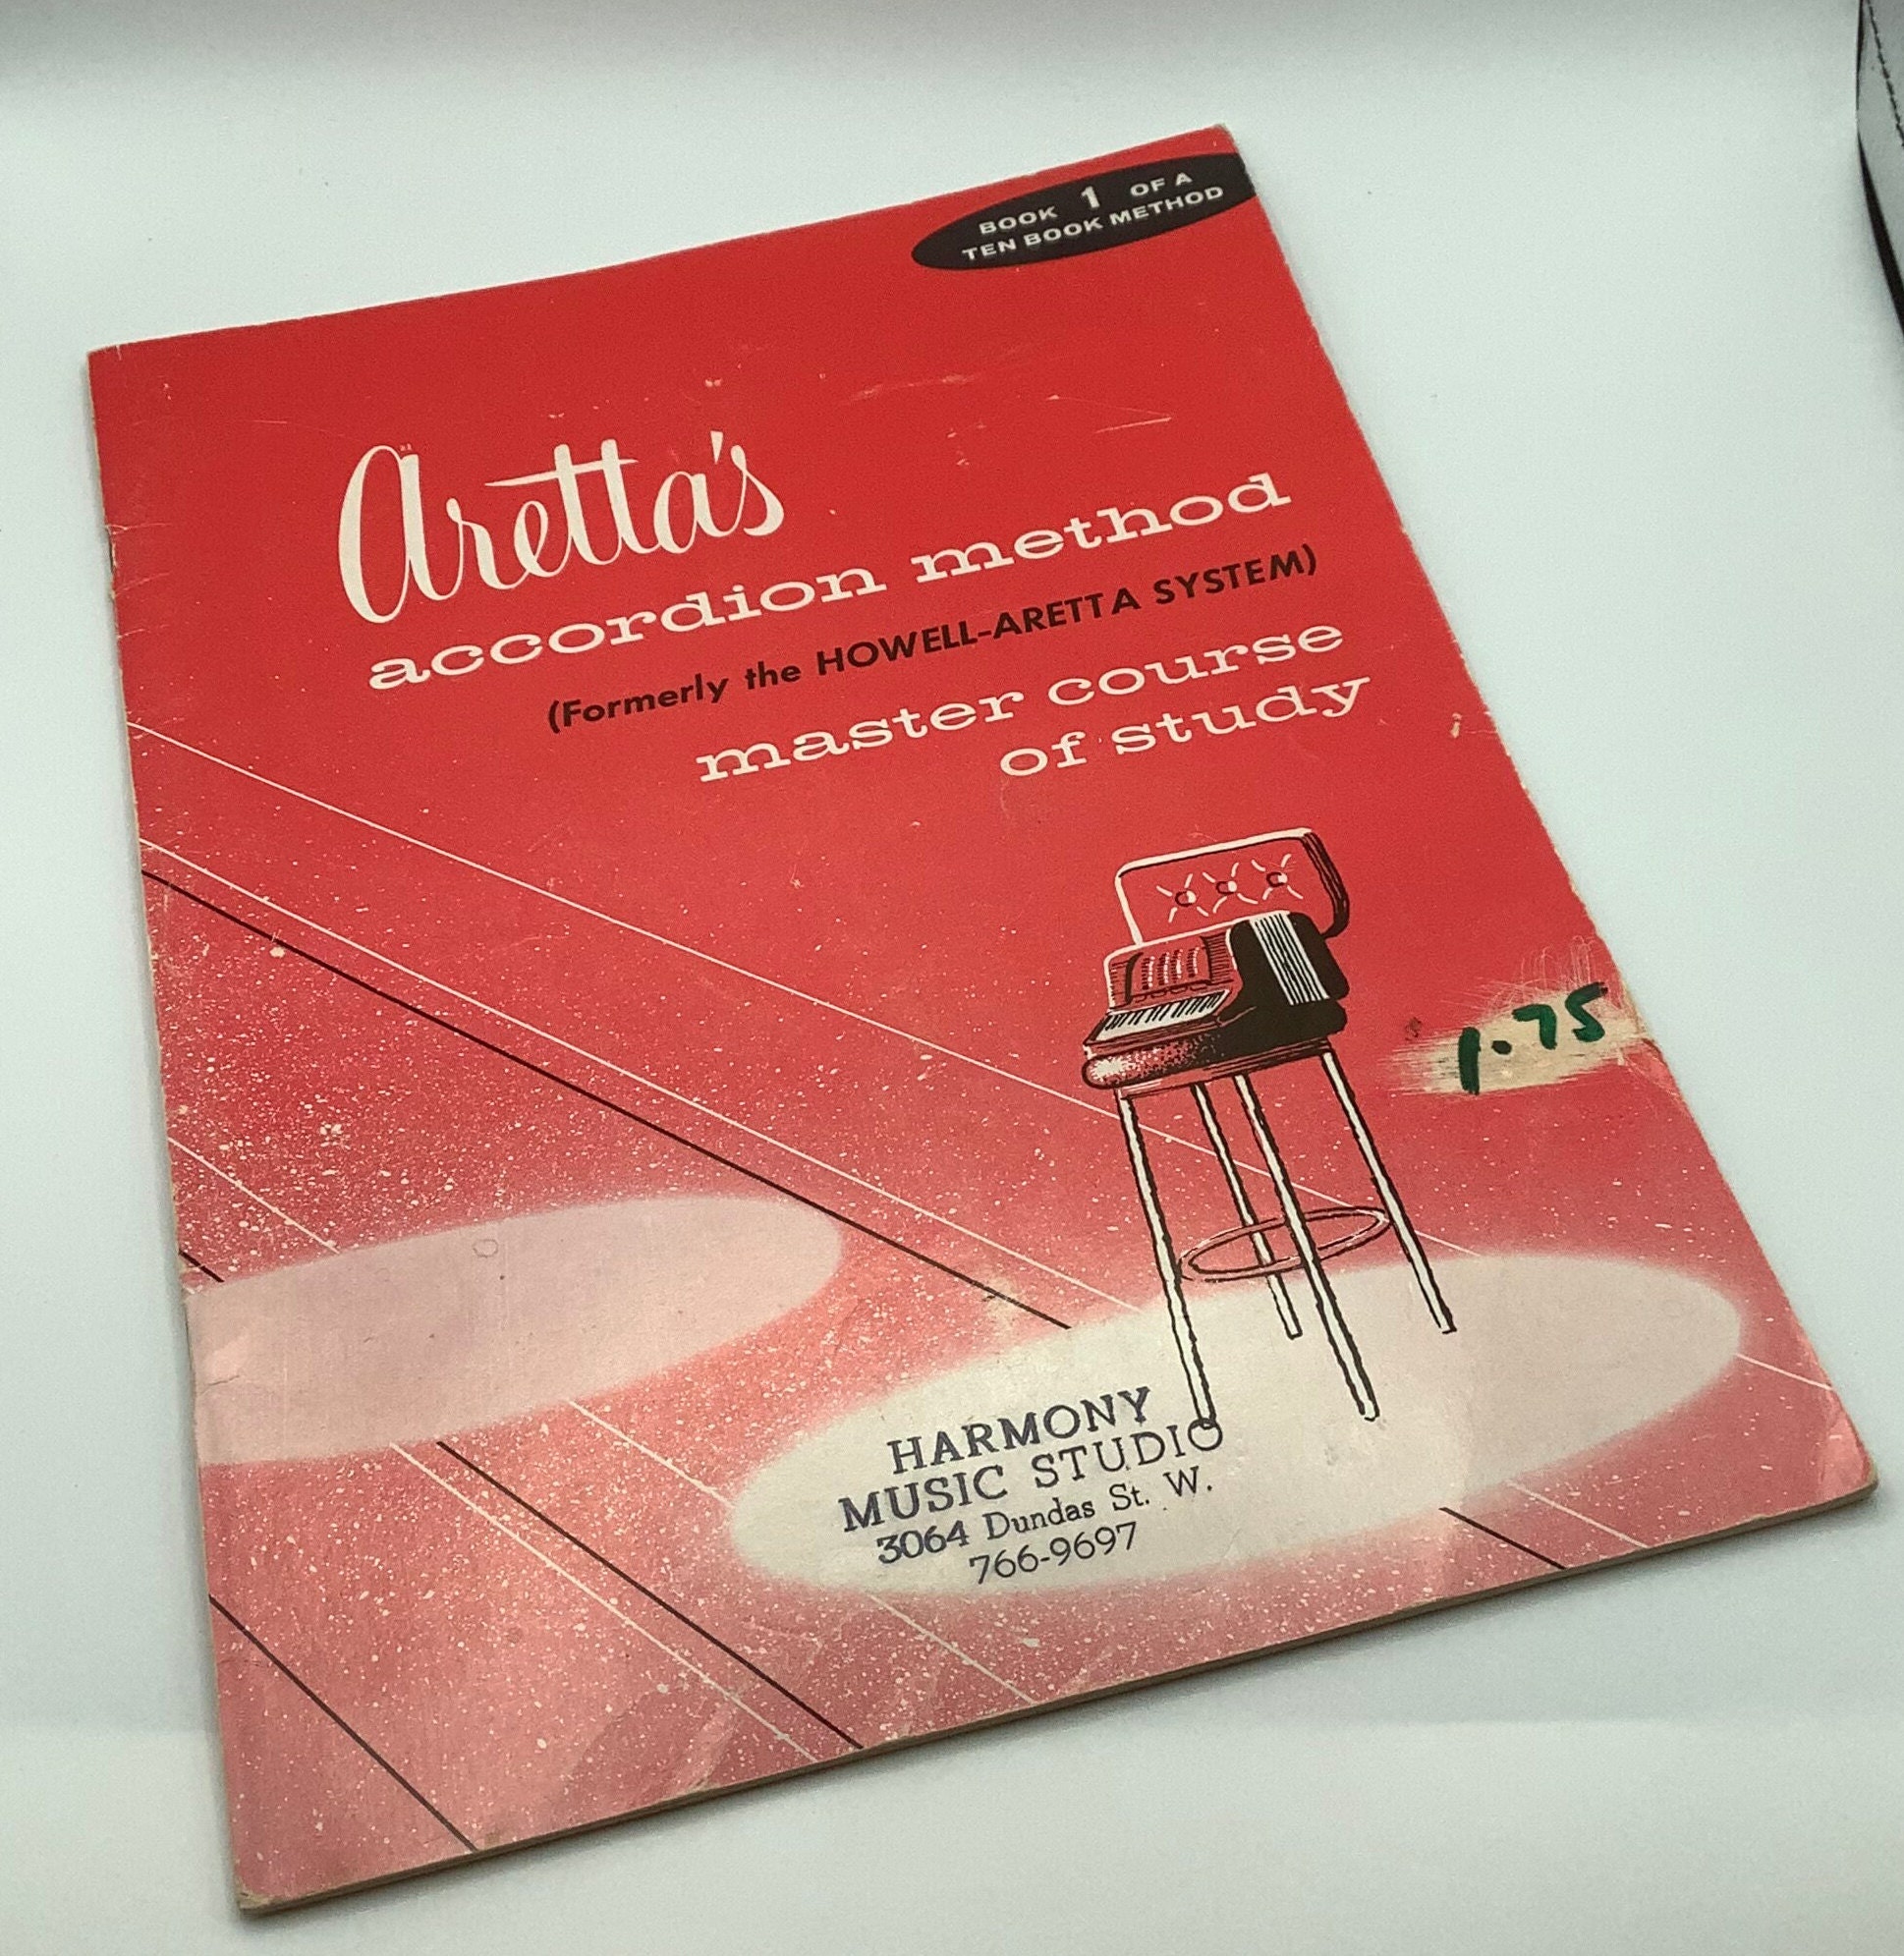 BOOK 1 OF A
TEN BOOK METHOD
Aretta's
accordion method
(Formerly the HOWELL-ARETTA SYSTEM)
master course
of study
$ 1.75
HARMONY
MUSIC STUDIO
3064 Dundas St. W.
766-9697